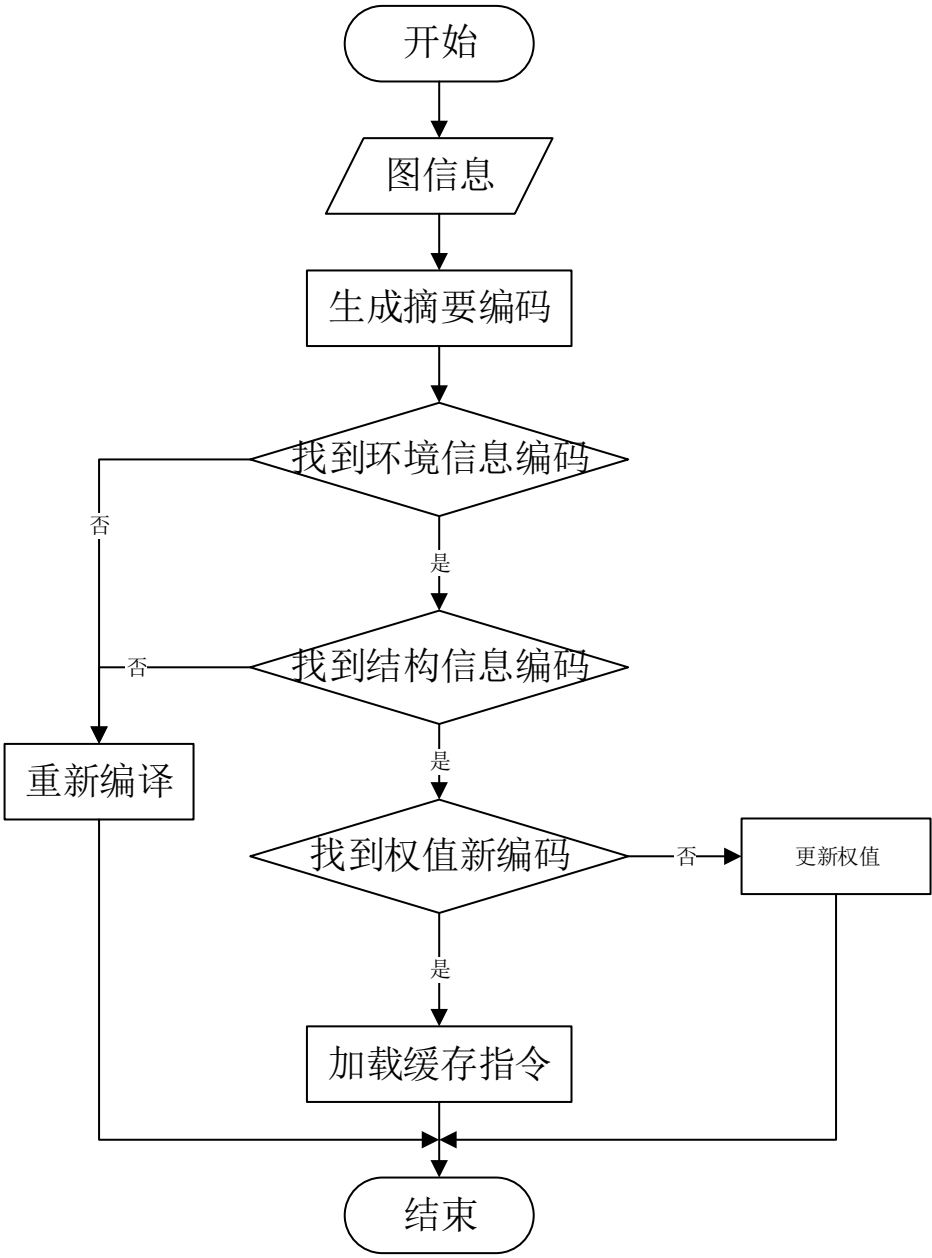 开始
图信息
生成摘要编码
找到环境信息编码
否
是
找到结构信息编码
否
是
重新编译
找到权值新编码
否
更新权值
是
加载缓存指令
结束